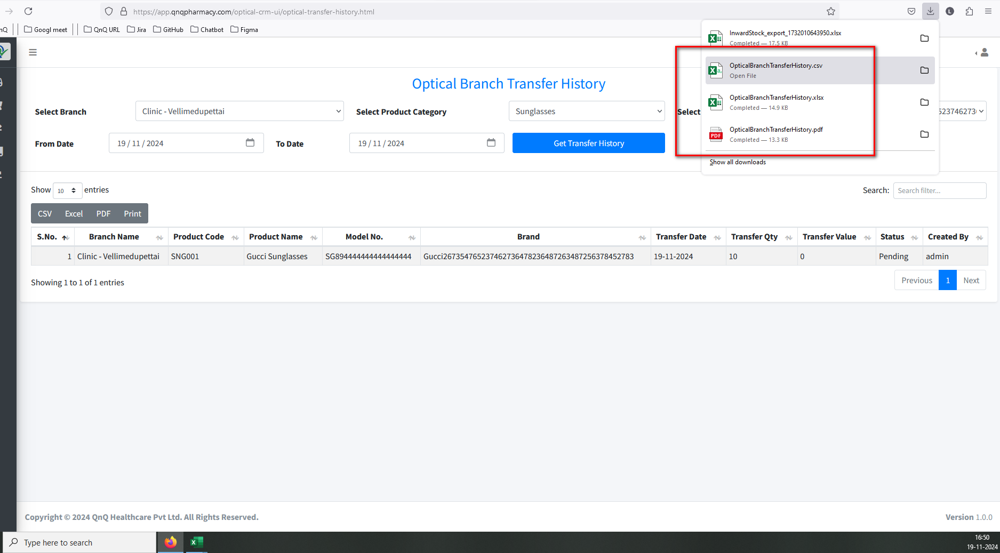 https://app.qnqpharmacy.com/optical-crm-ui/optical-transfer-history.html
L
nQ
Googl meet
QnQ URL
Jira
GitHub
Chatbot
Figma
InwardStock_export_1732010643950.xlsx
Completed — 17.5 KB
OpticalBranchTransferHistory.csv
Open File
OpticalBranchTransferHistory.xlsx
Completed — 14.9 KB
PDF
OpticalBranchTransferHistory.pdf
Completed — 13.3 KB
Show all downloads
Optical Branch Transfer History
Select Branch
Clinic - Vellimedupettai
Select Product Category
Sunglasses
Select
From Date
19 / 11 / 2024
To Date
19 / 11 / 2024
Get Transfer History
Show 10 entries
Search: Search filter...
CSV Excel PDF Print
S.No. Branch Name Product Code Product Name Model No. Brand Transfer Date Transfer Qty Transfer Value Status Created By
1 Clinic - Vellimedupettai SNG001 Gucci Sunglasses SG894444444444444444 Gucci26735476523746273647823648726348725637845​2783 19-11-2024 10 0 Pending admin
Showing 1 to 1 of 1 entries
Previous 1 Next
Copyright © 2024 QnQ Healthcare Pvt Ltd. All Rights Reserved.
Version 1.0.0
Type here to search
16:50
19-11-2024